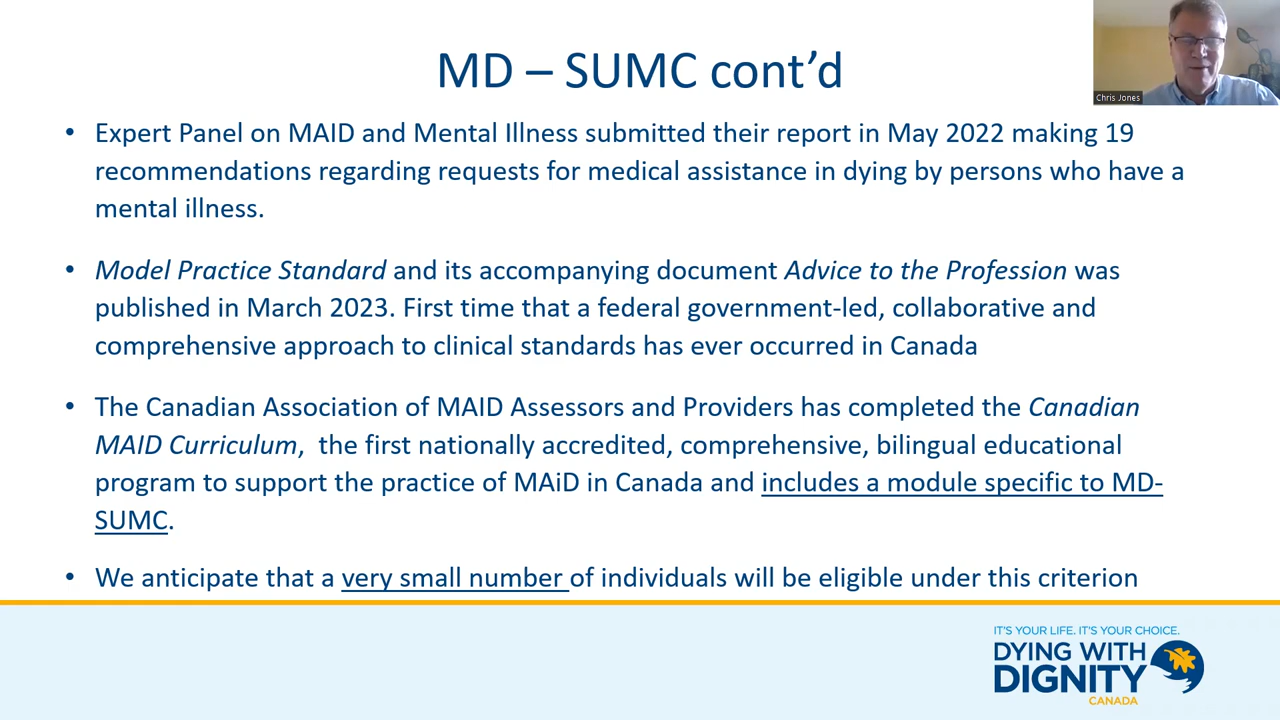 MD – SUMC cont’d
Chris Jones
• Expert Panel on MAID and Mental Illness submitted their report in May 2022 making 19
recommendations regarding requests for medical assistance in dying by persons who have a
mental illness.
• Model Practice Standard and its accompanying document Advice to the Profession was
published in March 2023. First time that a federal government-led, collaborative and
comprehensive approach to clinical standards has ever occurred in Canada
• The Canadian Association of MAID Assessors and Providers has completed the Canadian
MAID Curriculum,  the first nationally accredited, comprehensive, bilingual educational
program to support the practice of MAiD in Canada and includes a module specific to MD-
SUMC.
• We anticipate that a very small number of individuals will be eligible under this criterion
IT’S YOUR LIFE. IT’S YOUR CHOICE.
DYING WITH
DIGNITY
CANADA